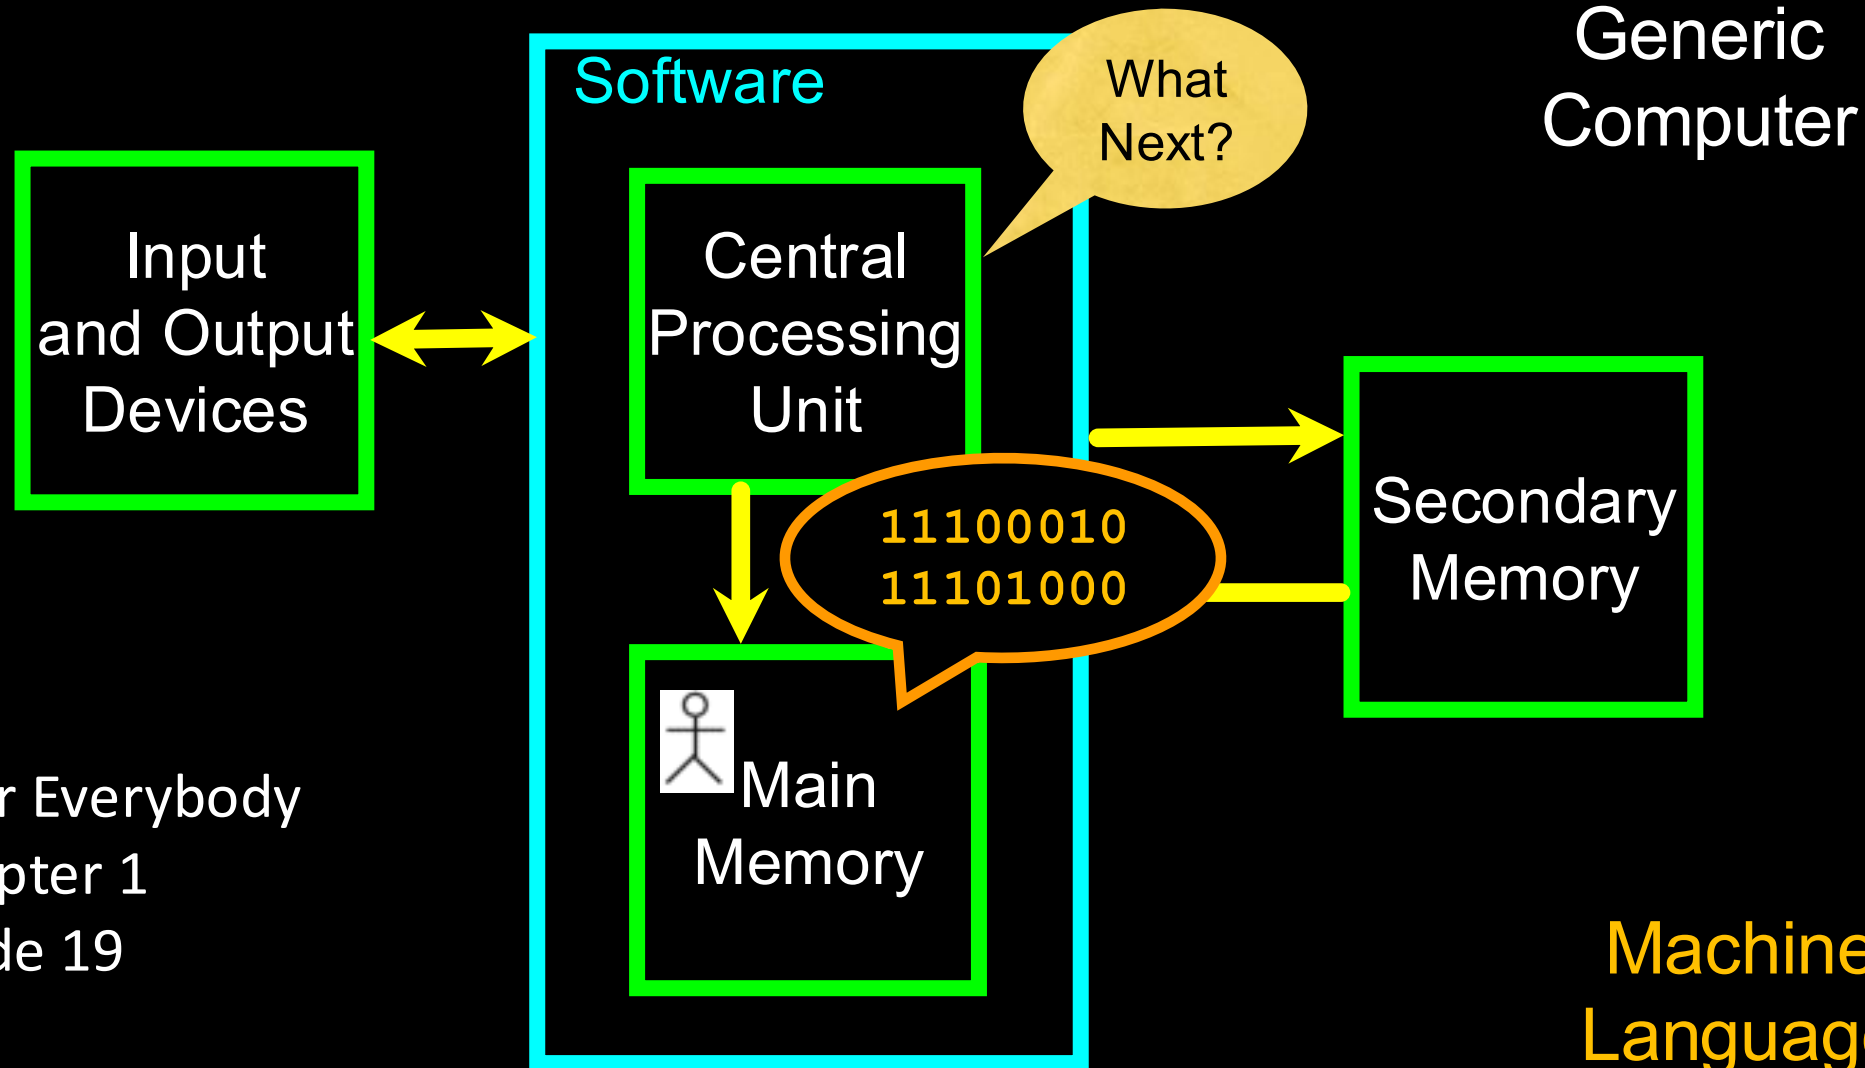 Generic
Computer
Software
What
Next?
Input
and Output
Devices
Central
Processing
Unit
11100010
11101000
Secondary
Memory
Main
Memory
r Everybody
pter 1
de 19
Machine
Language